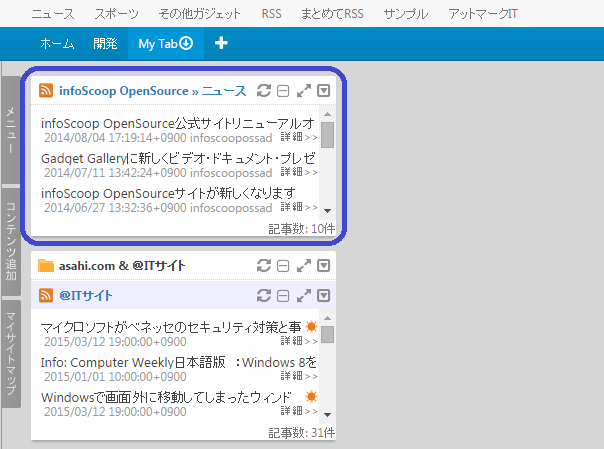 ニュース スポーツ その他ガジェット RSS まとめてRSS サンプル アットマークIT
ホーム 開発 My Tab
メニュー
コンテンツ追加
マイサイトマップ
infoScoop OpenSource » ニュース
infoScoop OpenSource公式サイトリニューアルオ
2014/08/04 17:19:14+0900 infoscoopossad 詳細>>
Gadget Galleryに新しくビデオ・ドキュメント・プレゼ
2014/07/11 13:42:24+0900 infoscoopossad 詳細>>
infoScoop OpenSourceサイトが新しくなります
2014/06/27 13:32:36+0900 infoscoopossad 詳細>>
記事数: 10件
asahi.com & @ITサイト
@ITサイト
マイクロソフトがベネッセのセキュリティ対策と事
2015/03/12 19:00:00+0900 詳細>>
Info: Computer Weekly日本語版 :Windows 8を
2015/01/01 10:00:00+0900 詳細>>
Windowsで画面外に移動してしまったウィンド
2015/03/12 19:00:00+0900 詳細>>
記事数: 31件